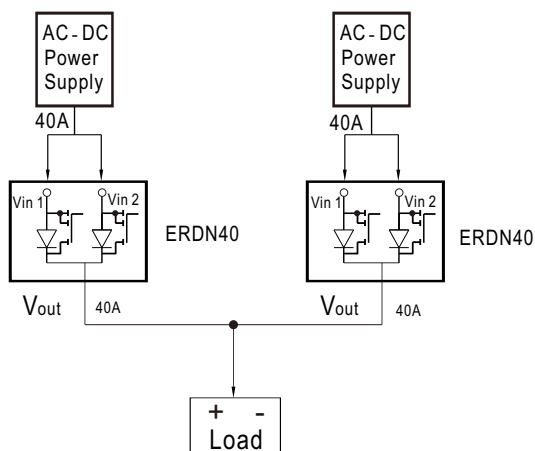 AC - DC
Power
Supply
AC - DC
Power
Supply
40A
40A
Vin 1
Vin 2
ERDN40
Vin 1
Vin 2
ERDN40
Vout
40A
Vout
40A
+ -
Load